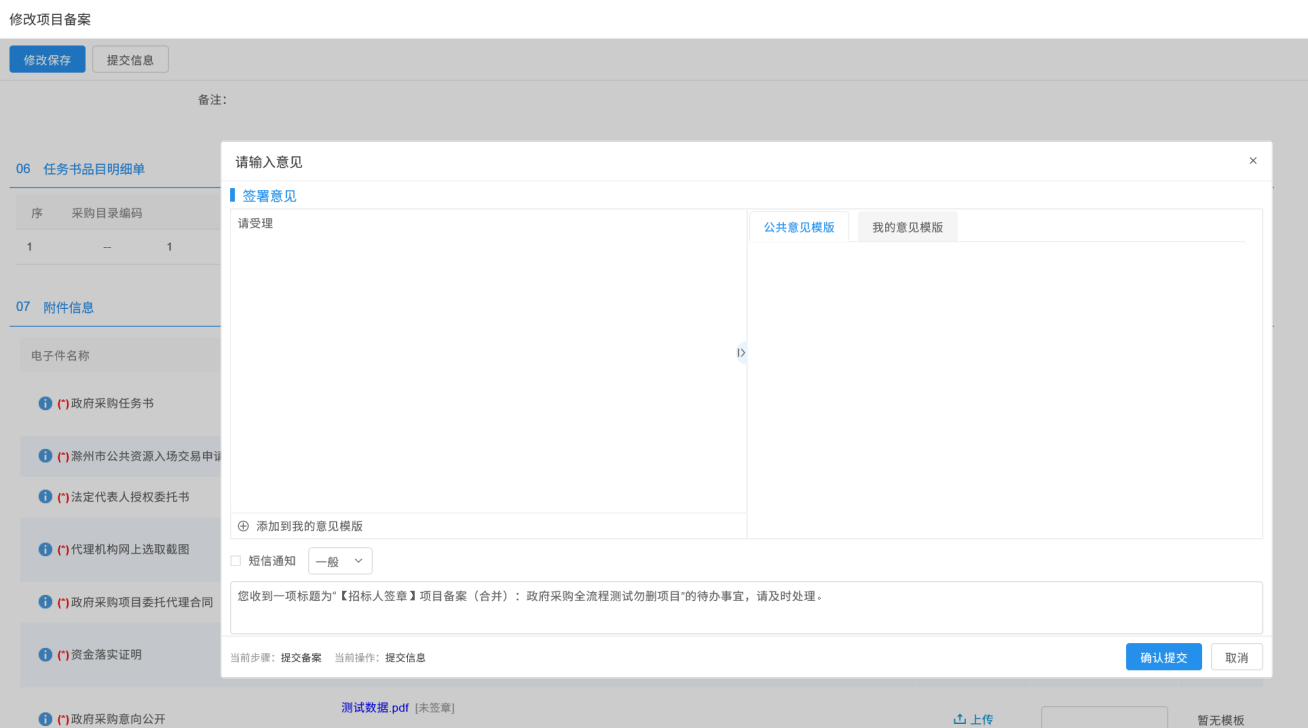 修改项目备案
修改保存
提交信息
备注:
06 任务书品目明细单
序 采购目录编码
1 -- 1
07 附件信息
电子件名称
(*)政府采购任务书
(*)滁州市公共资源入场交易申请
(*)法定代表人授权委托书
(*)代理机构网上选取截图
(*)政府采购项目委托代理合同
(*)资金落实证明
(*)政府采购意向公开
测试数据.pdf [未签章]
上传
暂无模板
请输入意见
签署意见
请受理
公共意见模版
我的意见模版
添加到我的意见模版
短信通知
一般
您收到一项标题为"【招标人签章】项目备案（合并）：政府采购全流程测试勿删项目"的待办事宜，请及时处理。
当前步骤: 提交备案 当前操作: 提交信息
确认提交
取消